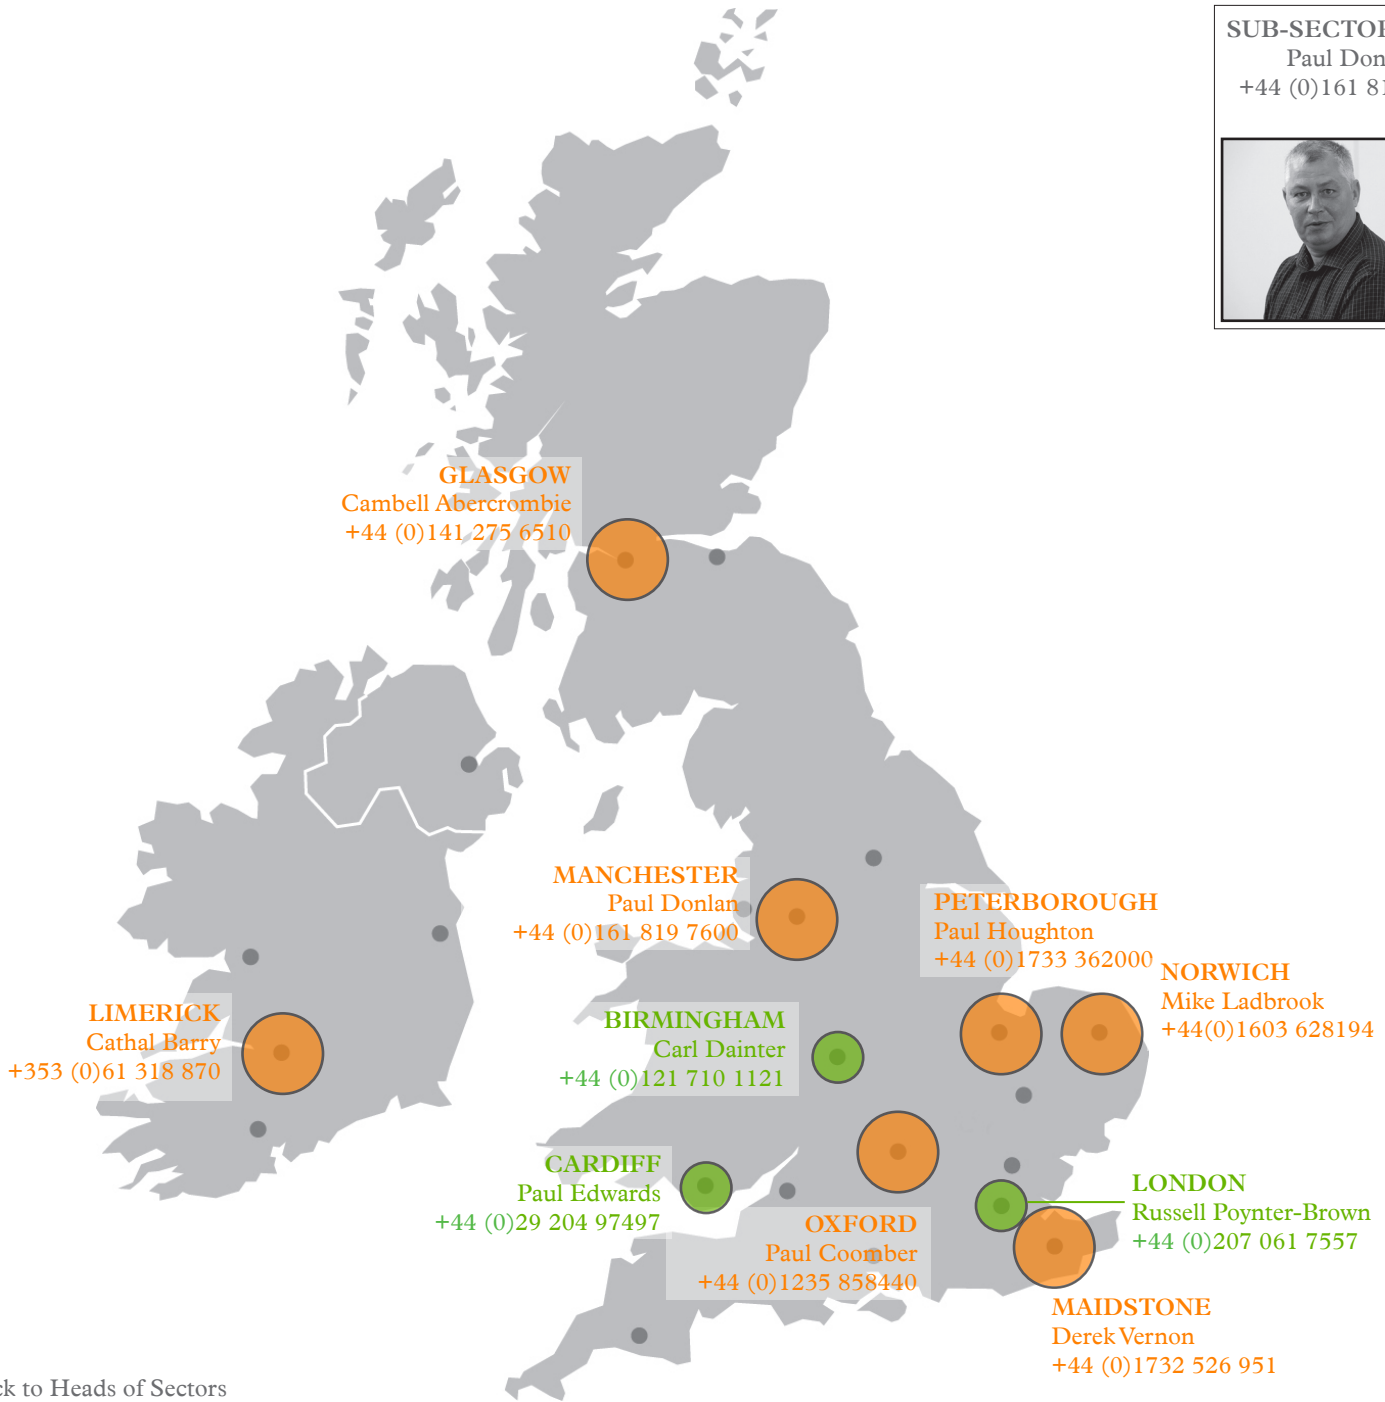 SUB-SECTOR
Paul Don
+44 (0)161 81
GLASGOW
Cambell Abercrombie
+44 (0)141 275 6510
MANCHESTER
Paul Donlan
+44 (0)161 819 7600
PETERBOROUGH
Paul Houghton
+44 (0)1733 362000
NORWICH
Mike Ladbrook
+44(0)1603 628194
LIMERICK
Cathal Barry
+353 (0)61 318 870
BIRMINGHAM
Carl Dainter
+44 (0)121 710 1121
CARDIFF
Paul Edwards
+44 (0)29 204 97497
LONDON
Russell Poynter-Brown
+44 (0)207 061 7557
OXFORD
Paul Coomber
+44 (0)1235 858440
MAIDSTONE
Derek Vernon
+44 (0)1732 526 951
ck to Heads of Sectors